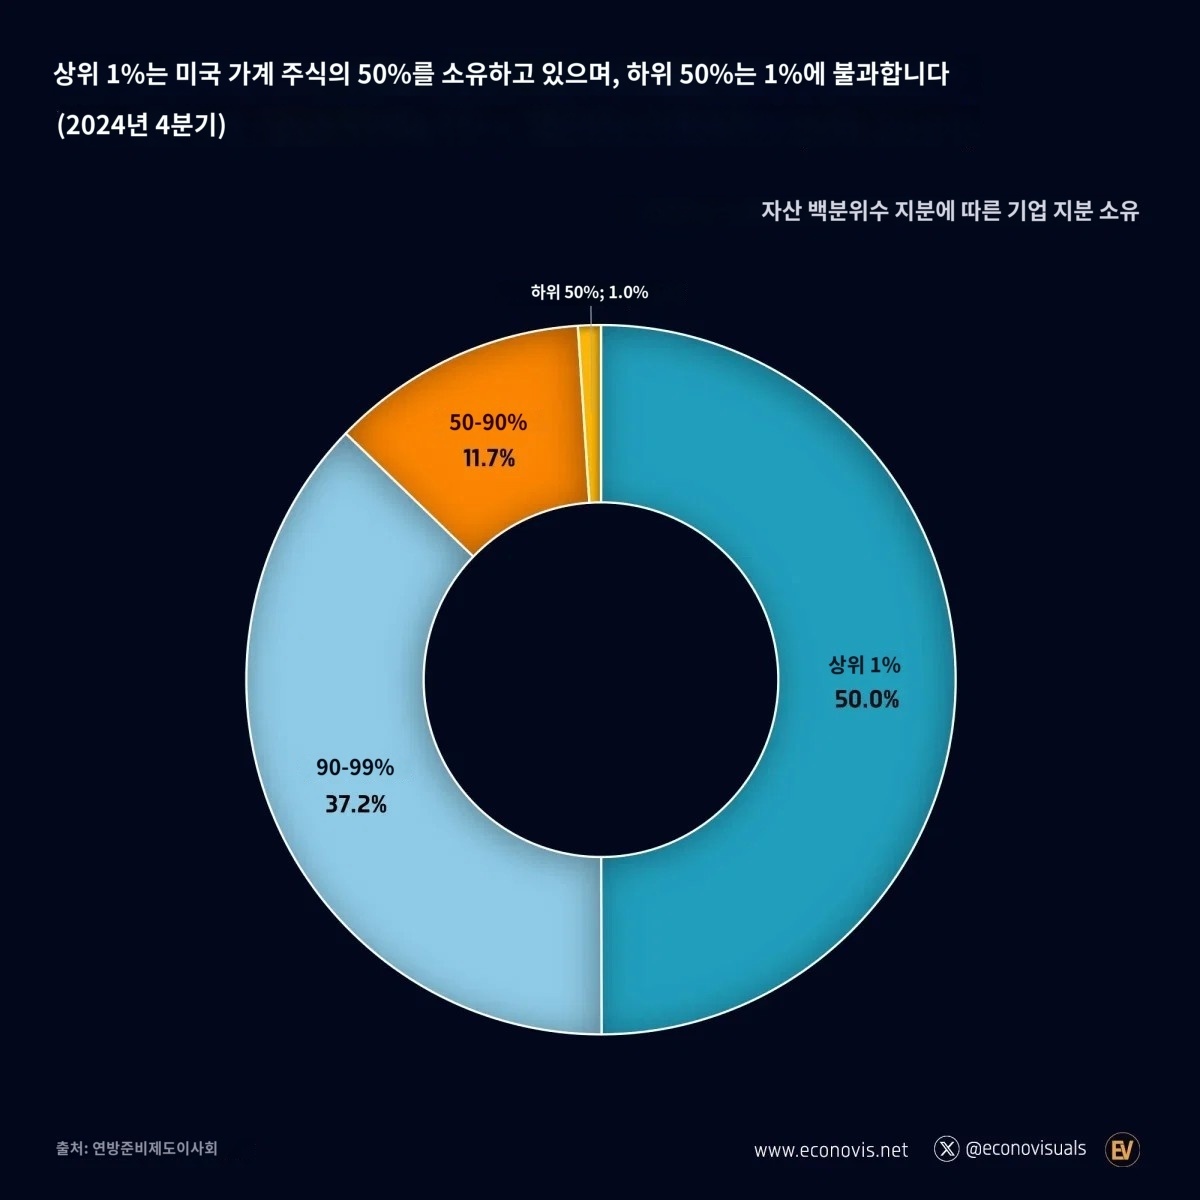 상위 1%는 미국 가계 주식의 50%를 소유하고 있으며, 하위 50%는 1%에 불과합니다
(2024년 4분기)
자산 백분위수 지분에 따른 기업 지분 소유
하위 50%; 1.0%
50-90%
11.7%
상위 1%
50.0%
90-99%
37.2%
출처: 연방준비제도이사회
www.econovis.net
@econovisuals
EV